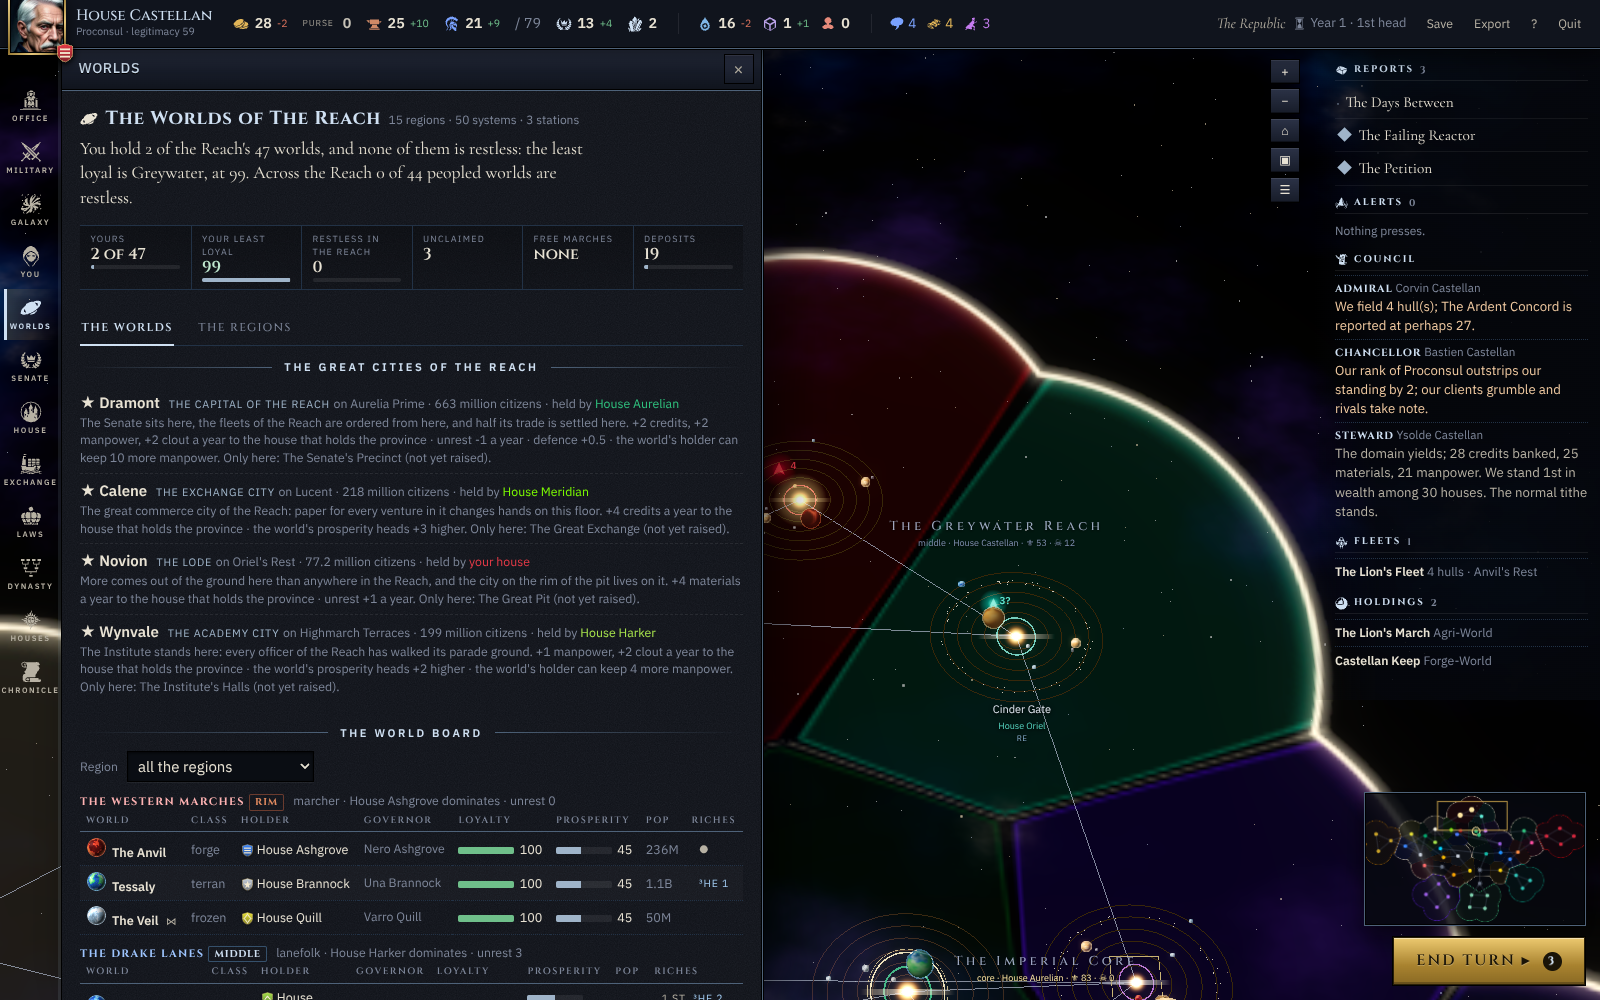 HOUSE CASTELLAN
Proconsul · legitimacy 59
28 -2 PURSE 0 25 +10 21 +9 / 79 13 +4 2 16 -2 1 +1 0 4 4 3
The Republic Year 1 · 1st head Save Export ? Quit
OFFICE
MILITARY
GALAXY
YOU
WORLDS
SENATE
HOUSE
EXCHANGE
LAWS
DYNASTY
HOUSES
CHRONICLE
WORLDS ×
THE WORLDS OF THE REACH 15 regions · 50 systems · 3 stations
You hold 2 of the Reach's 47 worlds, and none of them is restless: the least
loyal is Greywater, at 99. Across the Reach 0 of 44 peopled worlds are
restless.
YOURS
2 OF 47
YOUR LEAST LOYAL
99
RESTLESS IN THE REACH
0
UNCLAIMED
3
FREE MARCHES
NONE
DEPOSITS
19
THE WORLDS THE REGIONS
THE GREAT CITIES OF THE REACH
★ Dramont THE CAPITAL OF THE REACH on Aurelia Prime · 663 million citizens · held by House Aurelian
The Senate sits here, the fleets of the Reach are ordered from here, and half its trade is settled here. +2 credits, +2
manpower, +2 clout a year to the house that holds the province · unrest -1 a year · defence +0.5 · the world's holder can
keep 10 more manpower. Only here: The Senate's Precinct (not yet raised).
★ Calene THE EXCHANGE CITY on Lucent · 218 million citizens · held by House Meridian
The great commerce city of the Reach; paper for every venture in it changes hands on this floor. +4 credits a year to the
house that holds the province · the world's prosperity heads +3 higher. Only here: The Great Exchange (not yet raised).
★ Novion THE LODE on Oriel's Rest · 77.2 million citizens · held by your house
More comes out of the ground here than anywhere in the Reach, and the city on the rim of the pit lives on it. +4 materials
a year to the house that holds the province · unrest +1 a year. Only here: The Great Pit (not yet raised).
★ Wynvale THE ACADEMY CITY on Highmarch Terraces · 199 million citizens · held by House Harker
The Institute stands here: every officer of the Reach has walked its parade ground. +1 manpower, +2 clout a year to the
house that holds the province · the world's prosperity heads +2 higher · the world's holder can keep 4 more manpower.
Only here: The Institute's Halls (not yet raised).
THE WORLD BOARD
Region all the regions
THE WESTERN MARCHES RIM marcher · House Ashgrove dominates · unrest 0
WORLD CLASS HOLDER GOVERNOR LOYALTY PROSPERITY POP RICHES
The Anvil forge House Ashgrove Nero Ashgrove 100 45 236M
Tessaly terran House Brannock Una Brannock 100 45 1.1B ³HE 1
The Veil ⋈ frozen House Quill Varro Quill 100 45 50M
THE DRAKE LANES MIDDLE lanefolk · House Harker dominates · unrest 3
WORLD CLASS HOLDER GOVERNOR LOYALTY PROSPERITY POP RICHES
House
1 ST ³HE 2
4
THE GREYWATER REACH
middle · House Castellan · 53 · 12
3?
Cinder Gate
House Oriel
RE
THE IMPERIAL CORE
core · House Aurelian · 83 · 0
+
−
REPORTS 3
The Days Between
The Failing Reactor
The Petition
ALERTS 0
Nothing presses.
COUNCIL
ADMIRAL Corvin Castellan
We field 4 hull(s); The Ardent Concord is
reported at perhaps 27.
CHANCELLOR Bastien Castellan
Our rank of Proconsul outstrips our
standing by 2; our clients grumble and
rivals take note.
STEWARD Ysolde Castellan
The domain yields; 28 credits banked, 25
materials, 21 manpower. We stand 1st in
wealth among 30 houses. The normal tithe
stands.
FLEETS 1
The Lion's Fleet 4 hulls · Anvil's Rest
HOLDINGS 2
The Lion's March Agri-World
Castellan Keep Forge-World
END TURN ▸ 3